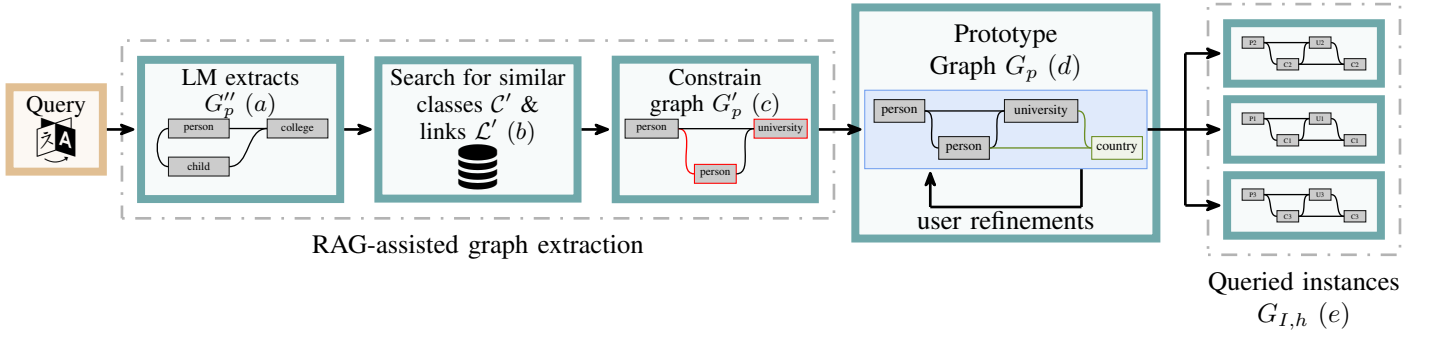 Query
文 A
LM extracts
G''_p (a)
person
college
child
Search for similar
classes C′ &
links L′ (b)
Constrain
graph G'_p (c)
person
university
person
RAG-assisted graph extraction
Prototype
Graph G_p (d)
person
university
person
country
user refinements
P2
U2
C2
C2
P1
U1
C1
C1
P3
U3
C3
C3
Queried instances
G_{I,h} (e)